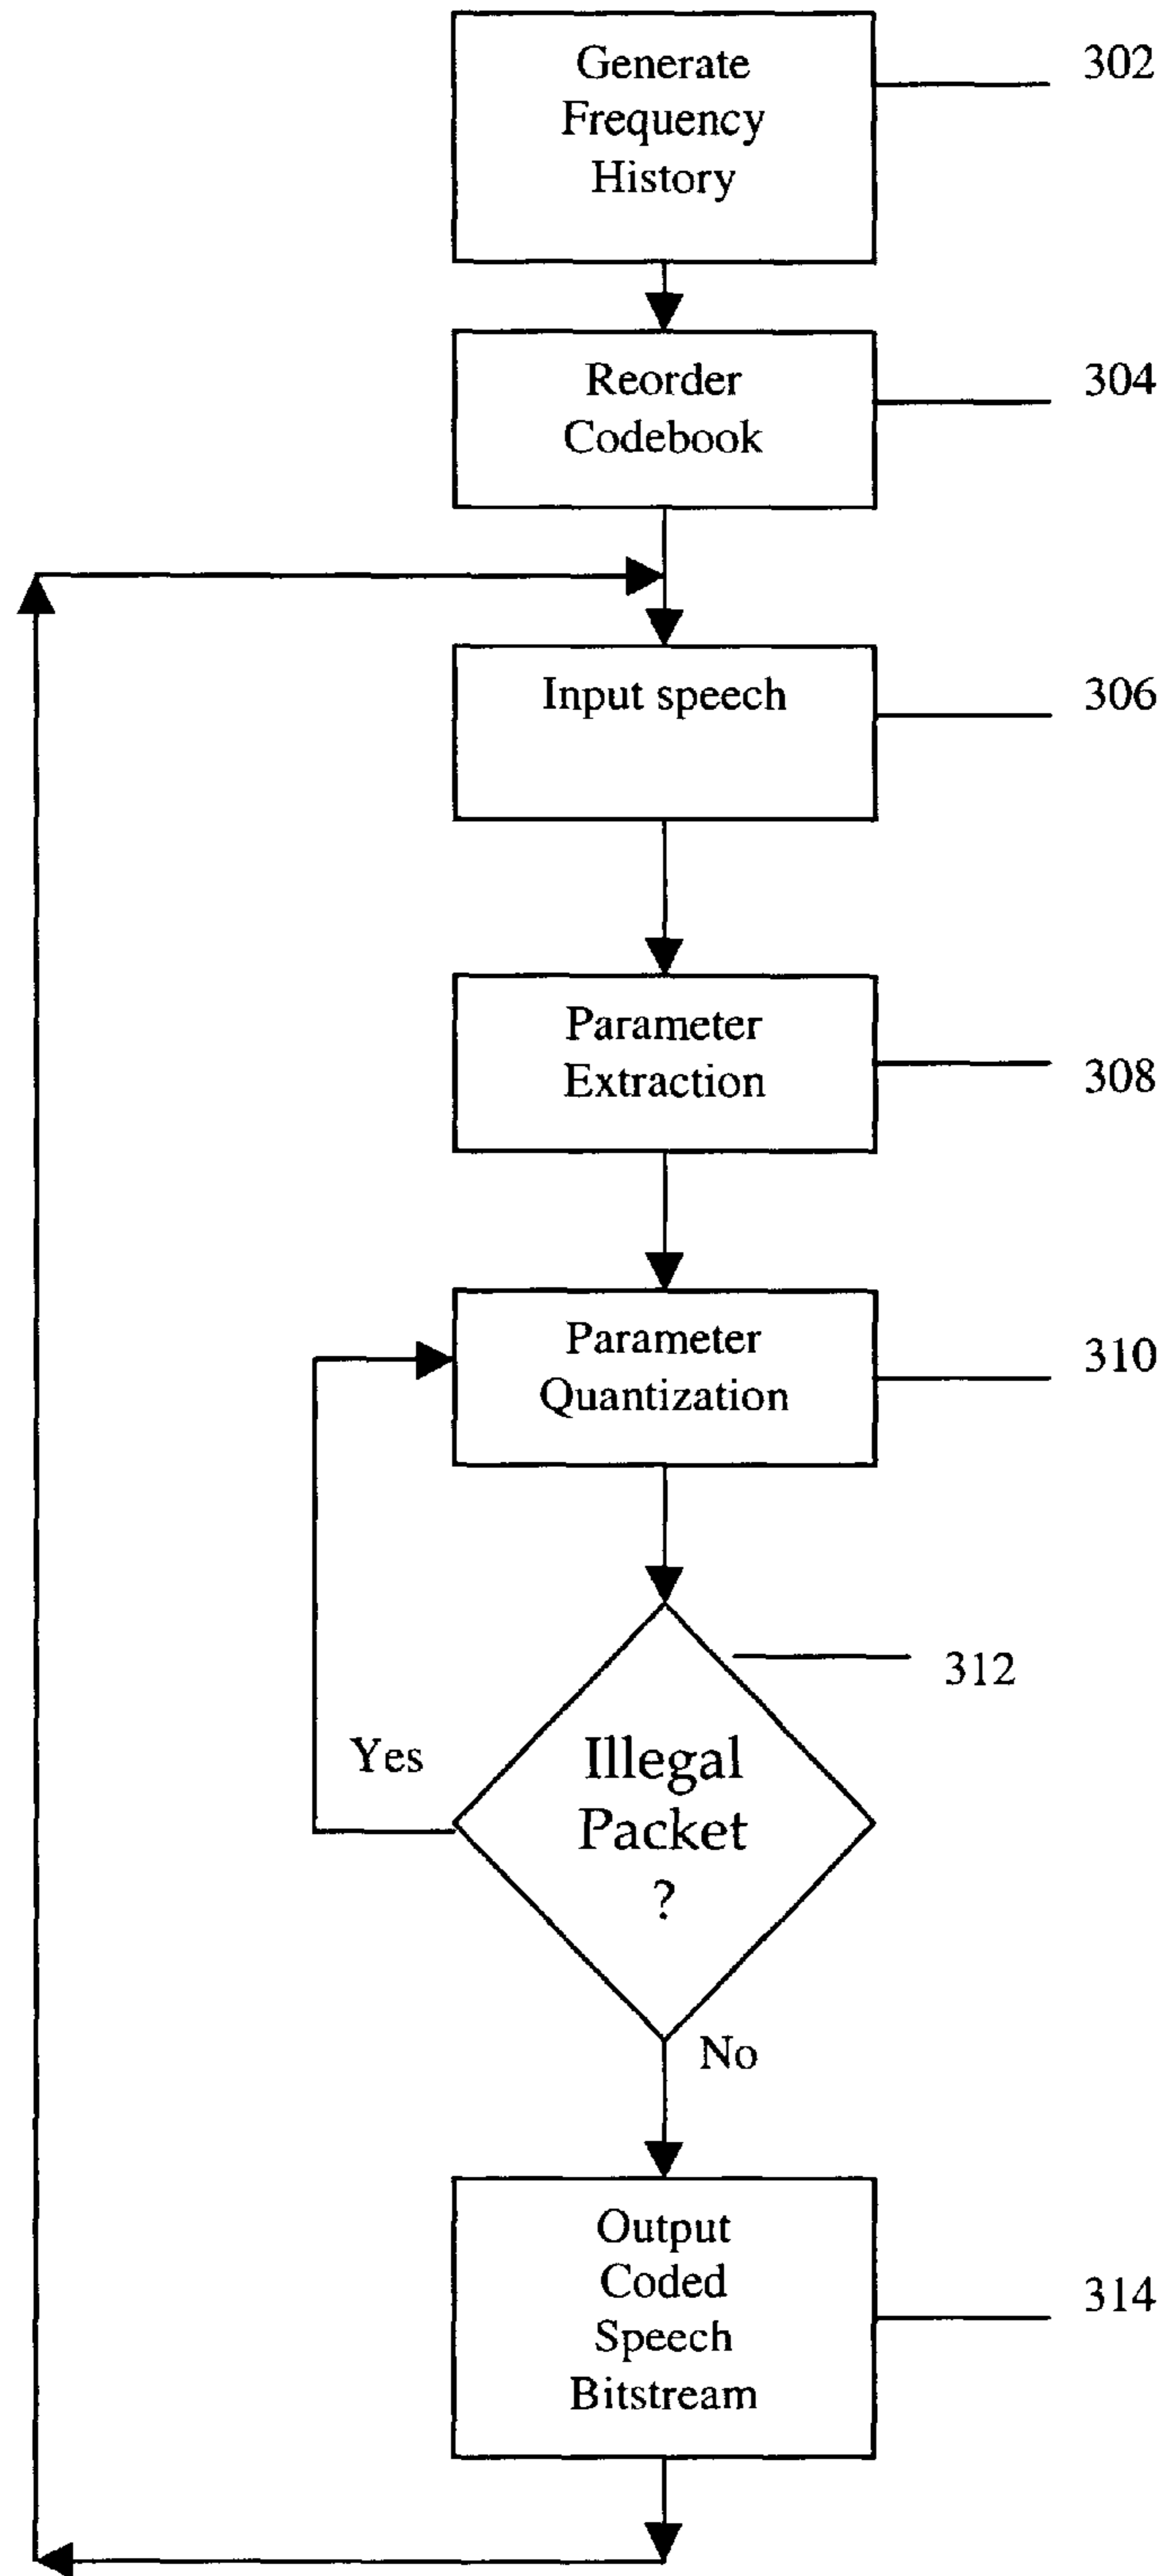 Generate
Frequency
History
302
Reorder
Codebook
304
Input speech
306
Parameter
Extraction
308
Parameter
Quantization
310
312
Yes
Illegal
Packet
?
No
Output
Coded
Speech
Bitstream
314